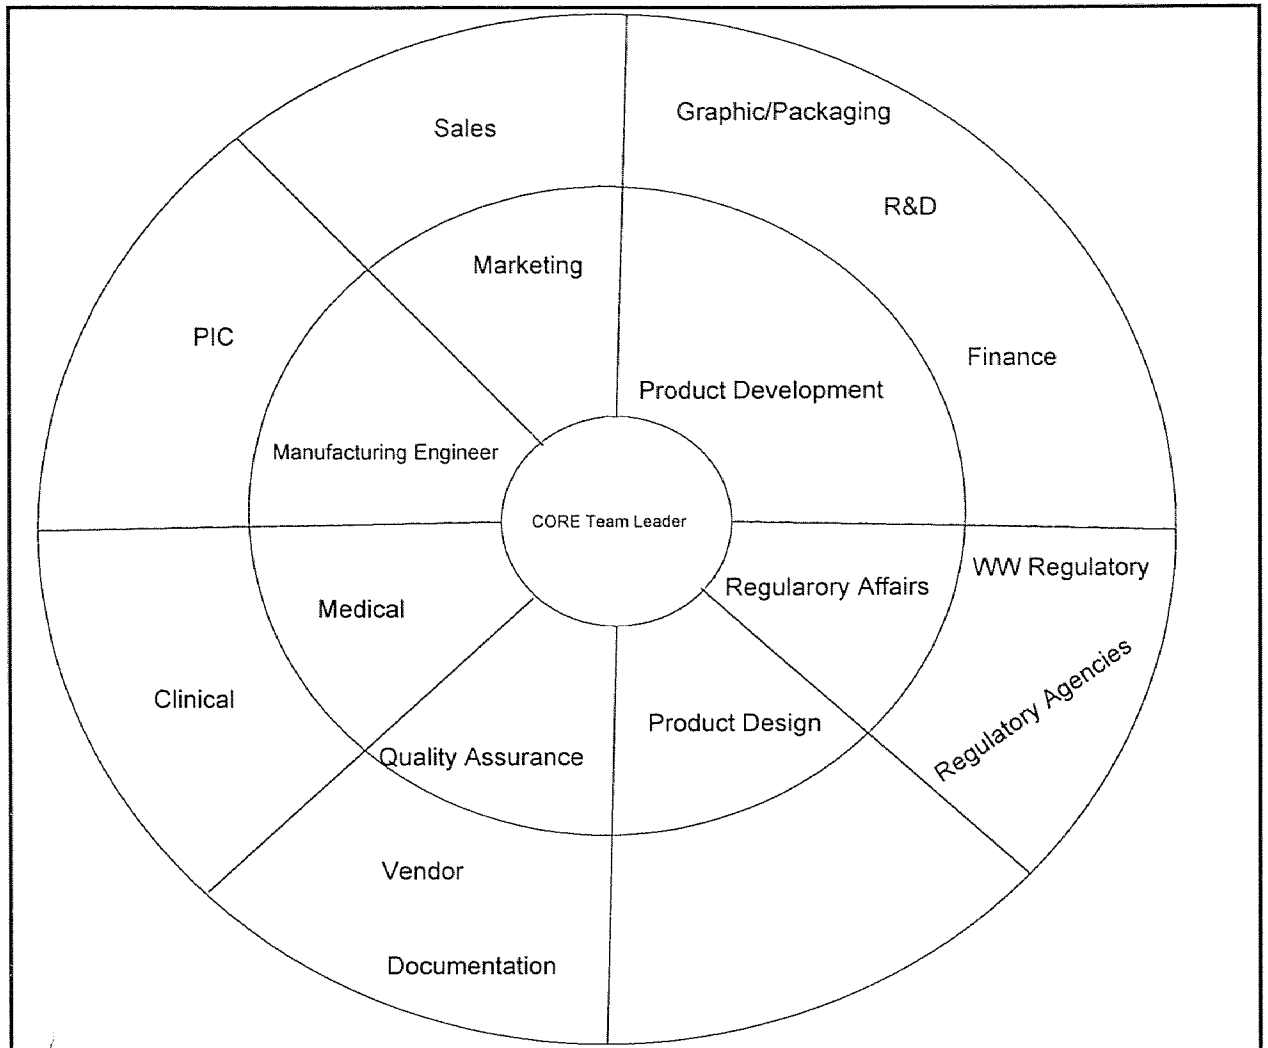 Graphic/Packaging
Sales
R&D
Marketing
PIC
Finance
Product Development
Manufacturing Engineer
CORE Team Leader
WW Regulatory
Regularory Affairs
Medical
Regulatory Agencies
Clinical
Product Design
Quality Assurance
Vendor
Documentation